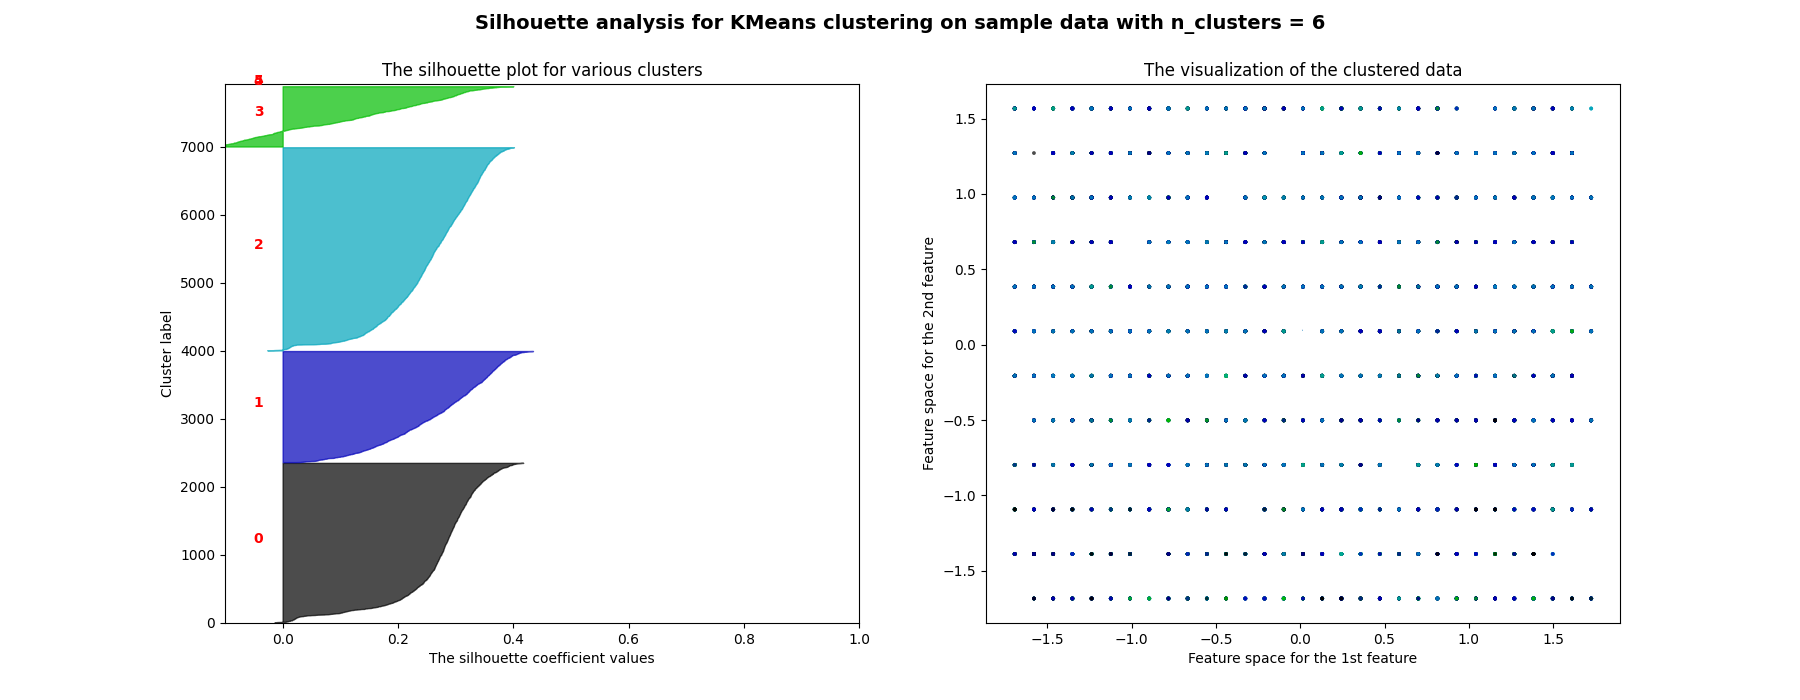 Silhouette analysis for KMeans clustering on sample data with n_clusters = 6
The silhouette plot for various clusters
3
7000
6000
2
5000
4000
1
3000
2000
0
1000
0
Cluster label
0.0 0.2 0.4 0.6 0.8 1.0
The silhouette coefficient values
The visualization of the clustered data
1.5
1.0
0.5
0.0
−0.5
−1.0
−1.5
Feature space for the 2nd feature
−1.5 −1.0 −0.5 0.0 0.5 1.0 1.5
Feature space for the 1st feature